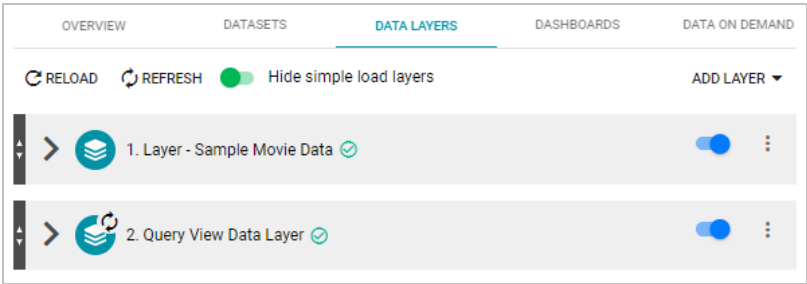 OVERVIEW DATASETS DATA LAYERS DASHBOARDS DATA ON DEMAND
RELOAD REFRESH Hide simple load layers ADD LAYER
1. Layer - Sample Movie Data
2. Query View Data Layer